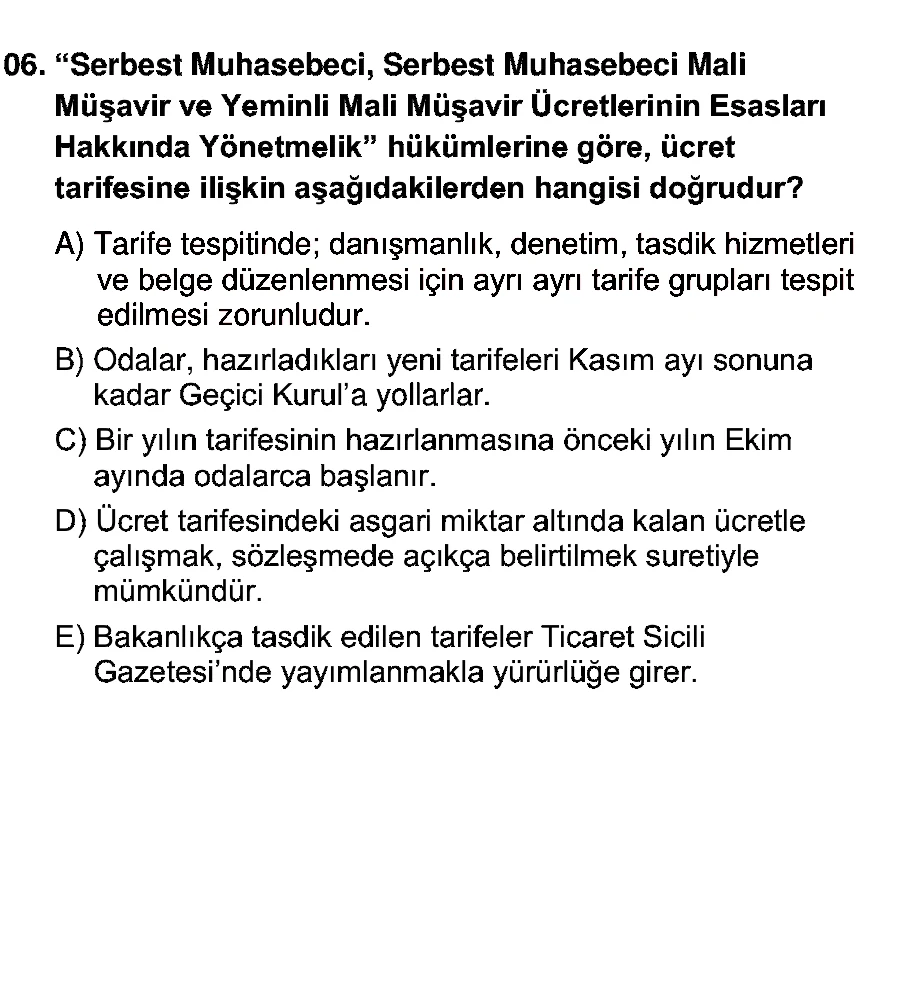 06. “Serbest Muhasebeci, Serbest Muhasebeci Mali
Müşavir ve Yeminli Mali Müşavir Ücretlerinin Esasları
Hakkında Yönetmelik” hükümlerine göre, ücret
tarifesine ilişkin aşağıdakilerden hangisi doğrudur?
A) Tarife tespitinde; danışmanlık, denetim, tasdik hizmetleri
ve belge düzenlenmesi için ayrı ayrı tarife grupları tespit
edilmesi zorunludur.
B) Odalar, hazırladıkları yeni tarifeleri Kasım ayı sonuna
kadar Geçici Kurul’a yollarlar.
C) Bir yılın tarifesinin hazırlanmasına önceki yılın Ekim
ayında odalarca başlanır.
D) Ücret tarifesindeki asgari miktar altında kalan ücretle
çalışmak, sözleşmede açıkça belirtilmek suretiyle
mümkündür.
E) Bakanlıkça tasdik edilen tarifeler Ticaret Sicili
Gazetesi’nde yayımlanmakla yürürlüğe girer.